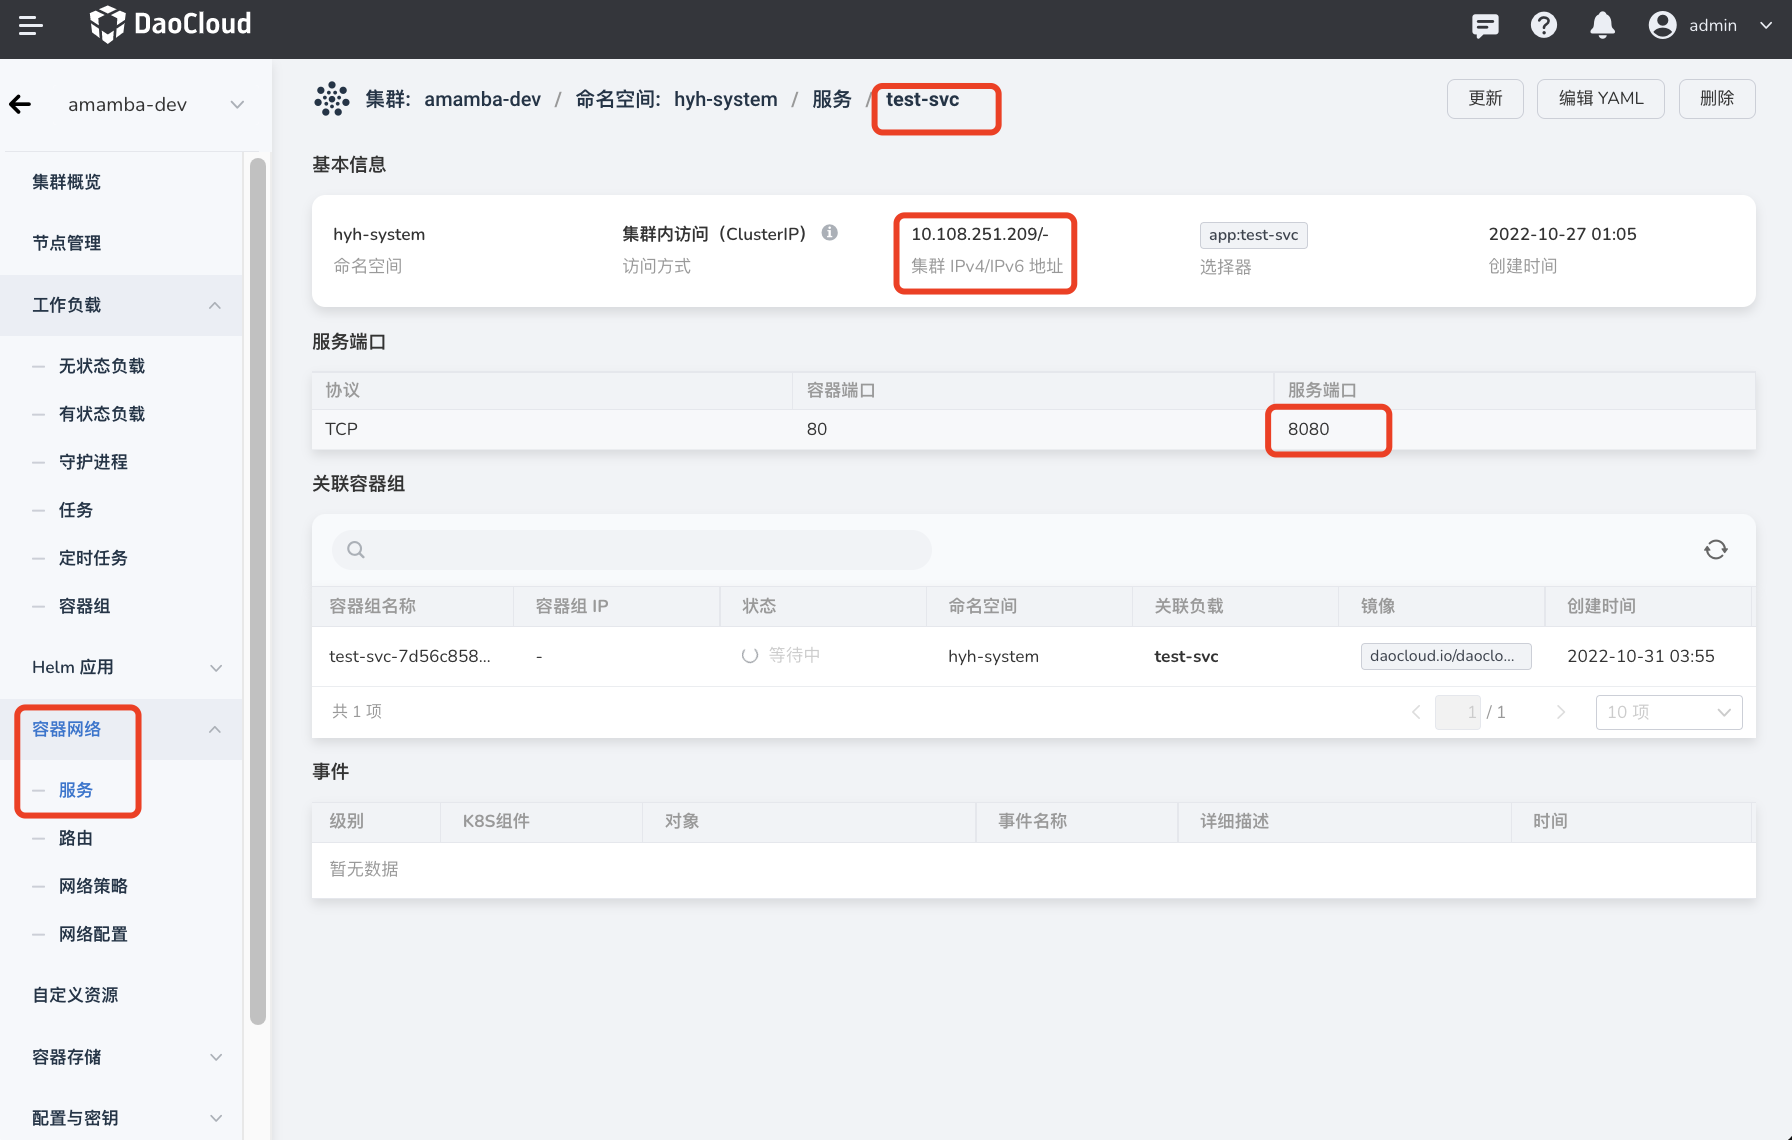 DaoCloud
admin
amamba-dev
集群概览
节点管理
工作负载
无状态负载
有状态负载
守护进程
任务
定时任务
容器组
Helm 应用
容器网络
服务
路由
网络策略
网络配置
自定义资源
容器存储
配置与密钥
集群: amamba-dev / 命名空间: hyh-system / 服务 / test-svc
更新
编辑 YAML
删除
基本信息
hyh-system
命名空间
集群内访问（ClusterIP）
访问方式
10.108.251.209/-
集群 IPv4/IPv6 地址
app:test-svc
选择器
2022-10-27 01:05
创建时间
服务端口
协议 容器端口 服务端口
TCP 80 8080
关联容器组
容器组名称 容器组 IP 状态 命名空间 关联负载 镜像 创建时间
test-svc-7d56c858... - 等待中 hyh-system test-svc daocloud.io/daoclo... 2022-10-31 03:55
共 1 项
1 / 1
10 项
事件
级别 K8S组件 对象 事件名称 详细描述 时间
暂无数据